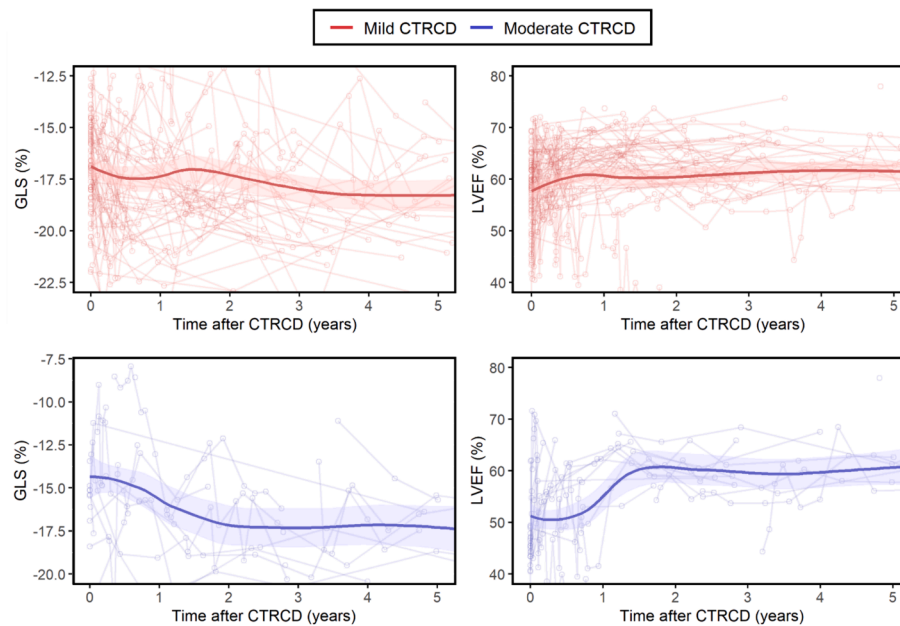 Mild CTRCD Moderate CTRCD
GLS (%)
-12.5
-15.0
-17.5
-20.0
-22.5
0 1 2 3 4 5
Time after CTRCD (years)
LVEF (%)
80
70
60
50
40
0 1 2 3 4 5
Time after CTRCD (years)
GLS (%)
-7.5
-10.0
-12.5
-15.0
-17.5
-20.0
0 1 2 3 4 5
Time after CTRCD (years)
LVEF (%)
80
70
60
50
40
0 1 2 3 4 5
Time after CTRCD (years)